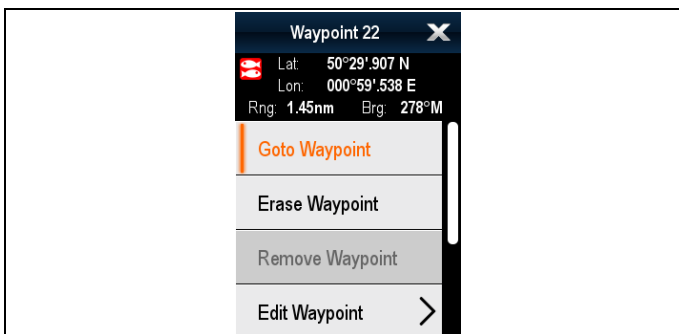 Waypoint 22
Lat: 50°29'.907 N
Lon: 000°59'.538 E
Rng: 1.45nm Brg: 278°M
Goto Waypoint
Erase Waypoint
Remove Waypoint
Edit Waypoint